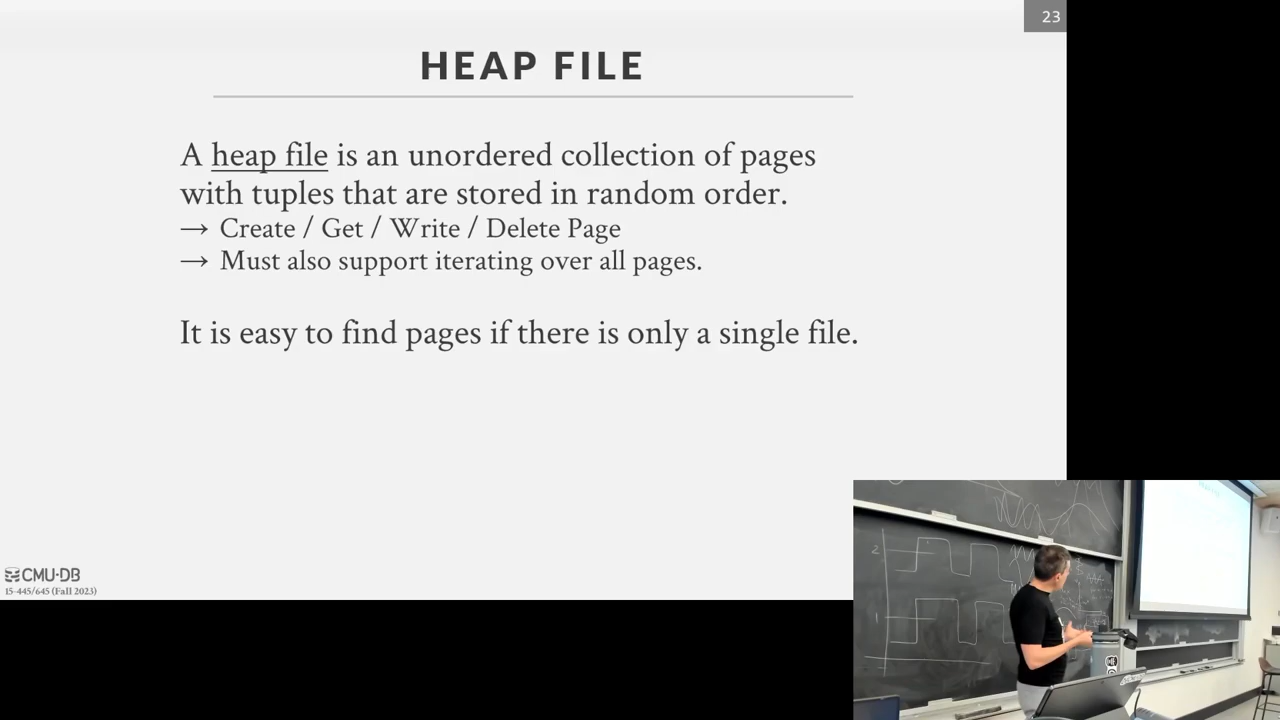 23
HEAP FILE
A heap file is an unordered collection of pages
with tuples that are stored in random order.
→ Create / Get / Write / Delete Page
→ Must also support iterating over all pages.
It is easy to find pages if there is only a single file.
CMU·DB
15-445/645 (Fall 2023)
2
1